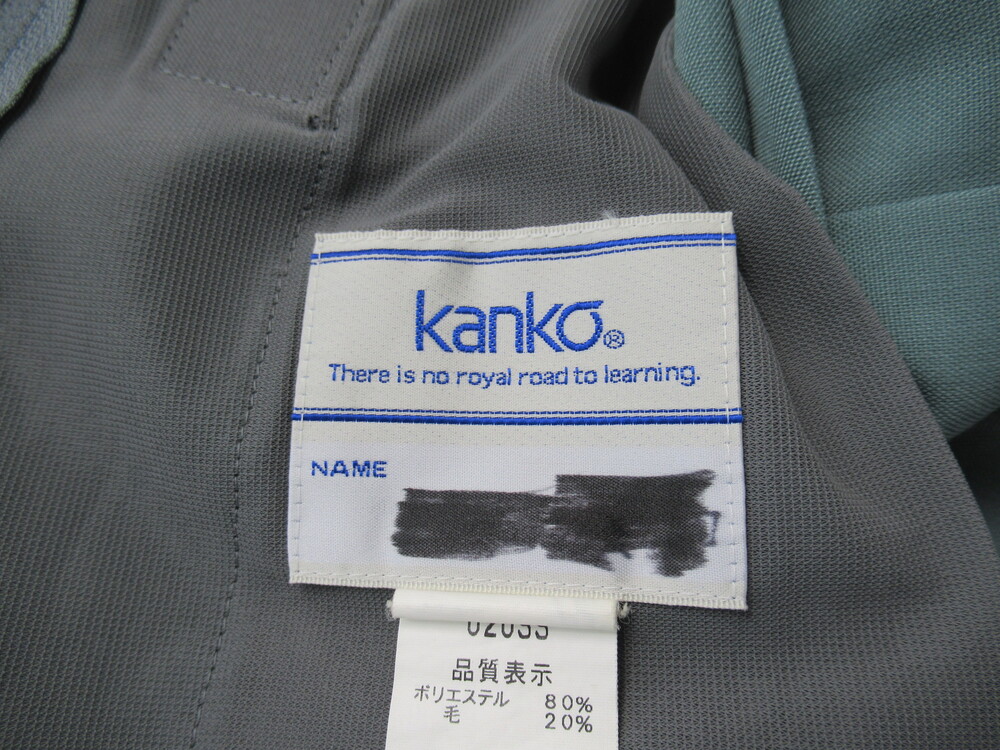 kanko®
There is no royal road to learning.
NAME
品質表示
ポリエステル 80%
毛 20%